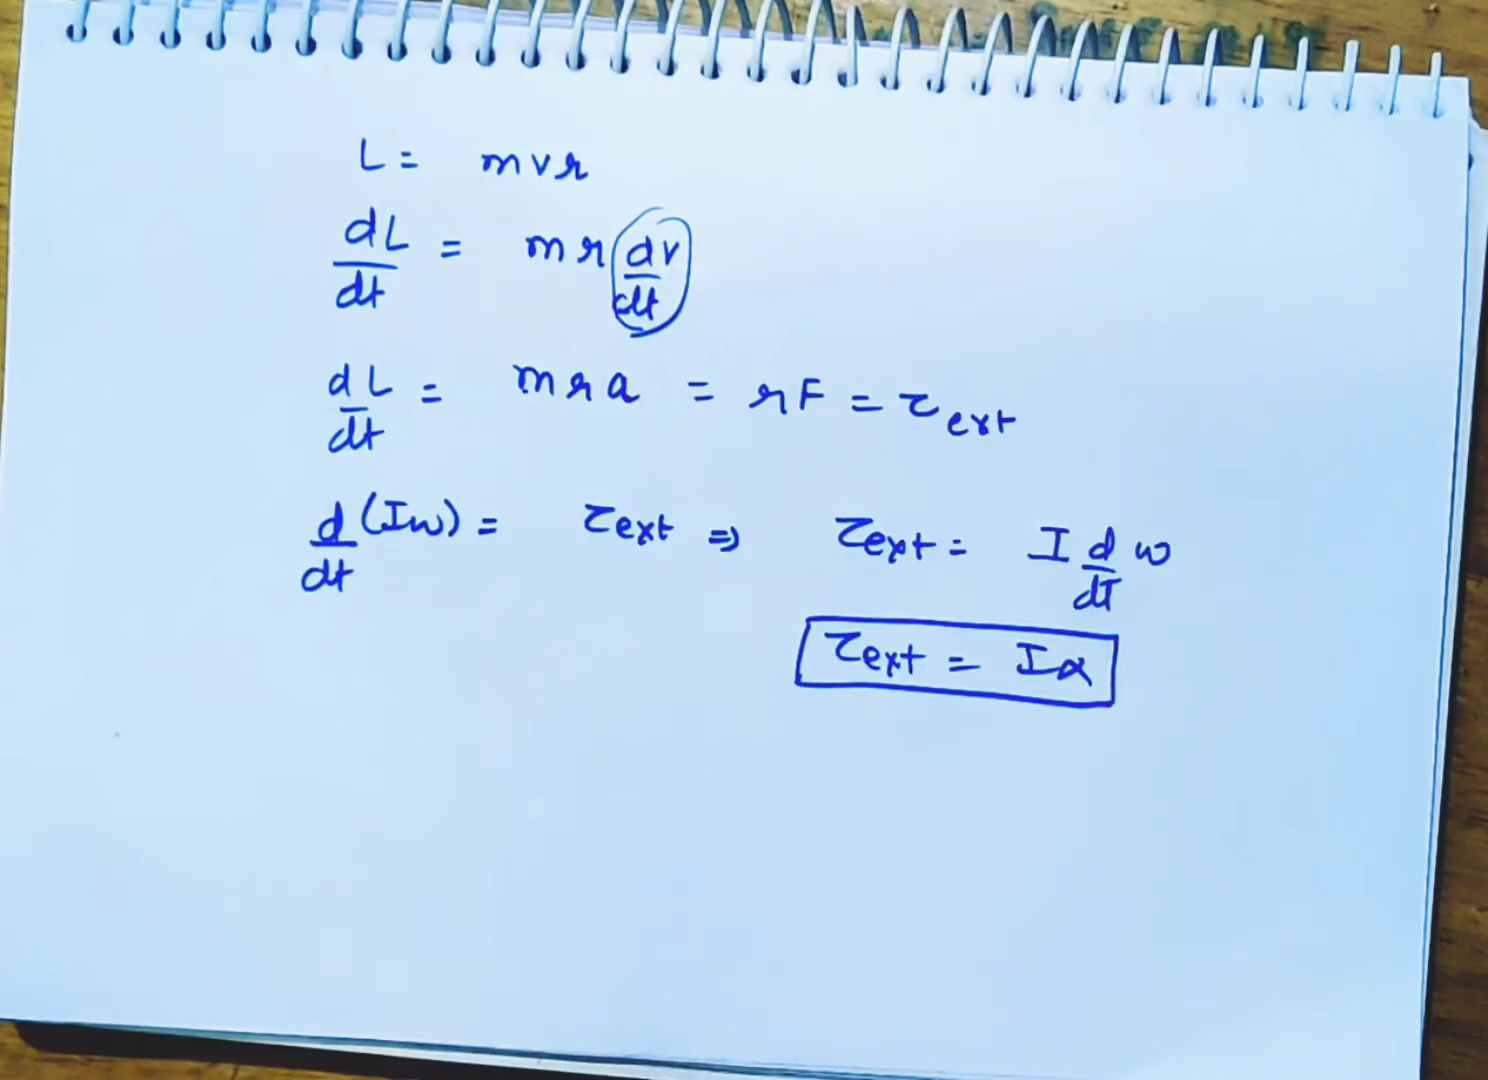 L = mvr
dL/dt = mr dv/dt
dL/dt = mra = rF = τext
d/dt (Iω) = τext ⇒ τext = I d/dt ω
τext = Iα